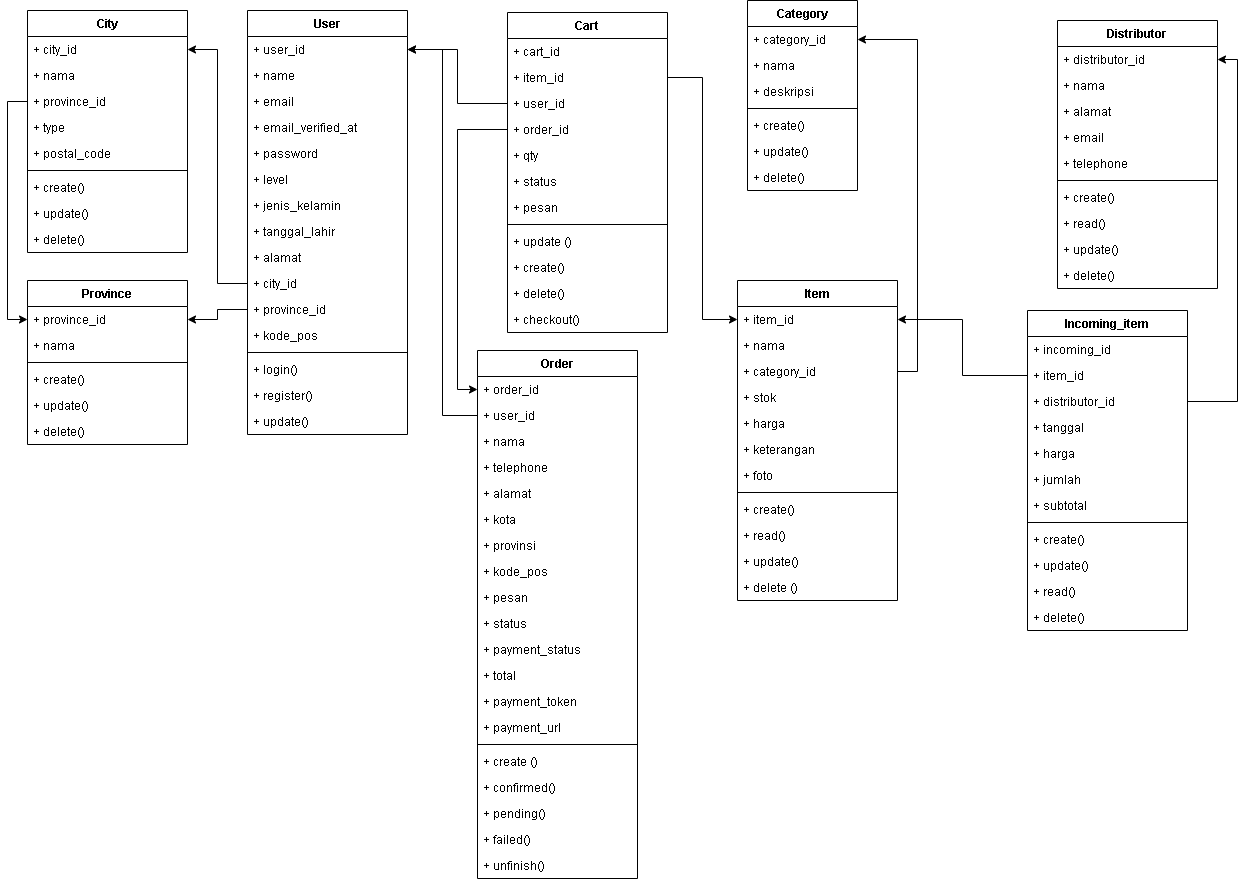 City
+ city_id
+ nama
+ province_id
+ type
+ postal_code
+ create()
+ update()
+ delete()
Province
+ province_id
+ nama
+ create()
+ update()
+ delete()
User
+ user_id
+ name
+ email
+ email_verified_at
+ password
+ level
+ jenis_kelamin
+ tanggal_lahir
+ alamat
+ city_id
+ province_id
+ kode_pos
+ login()
+ register()
+ update()
Cart
+ cart_id
+ item_id
+ user_id
+ order_id
+ qty
+ status
+ pesan
+ update ()
+ create()
+ delete()
+ checkout()
Order
+ order_id
+ user_id
+ nama
+ telephone
+ alamat
+ kota
+ provinsi
+ kode_pos
+ pesan
+ status
+ payment_status
+ total
+ payment_token
+ payment_url
+ create ()
+ confirmed()
+ pending()
+ failed()
+ unfinish()
Category
+ category_id
+ nama
+ deskripsi
+ create()
+ update()
+ delete()
Item
+ item_id
+ nama
+ category_id
+ stok
+ harga
+ keterangan
+ foto
+ create()
+ read()
+ update()
+ delete ()
Distributor
+ distributor_id
+ nama
+ alamat
+ email
+ telephone
+ create()
+ read()
+ update()
+ delete()
Incoming_item
+ incoming_id
+ item_id
+ distributor_id
+ tanggal
+ harga
+ jumlah
+ subtotal
+ create()
+ update()
+ read()
+ delete()